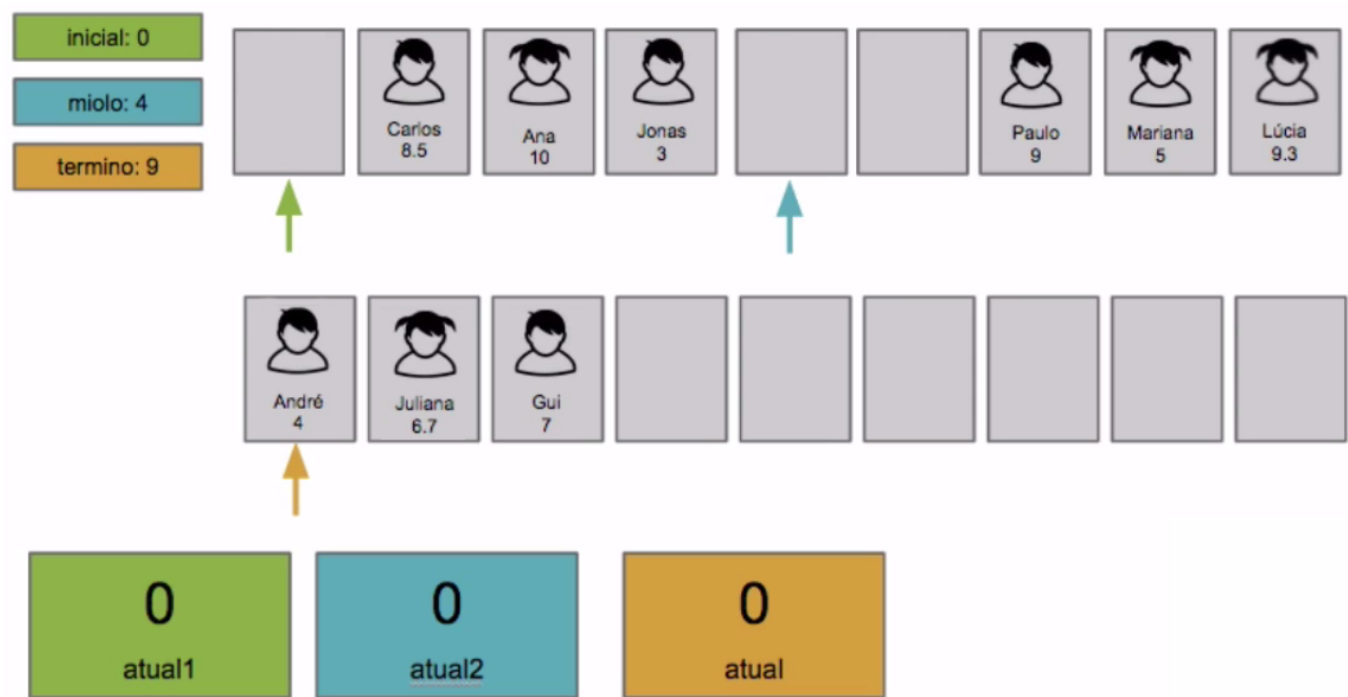 inicial: 0
miolo: 4
termino: 9
Carlos
8.5
Ana
10
Jonas
3
Paulo
9
Mariana
5
Lúcia
9.3
André
4
Juliana
6.7
Gui
7
0
atual1
0
atual2
0
atual